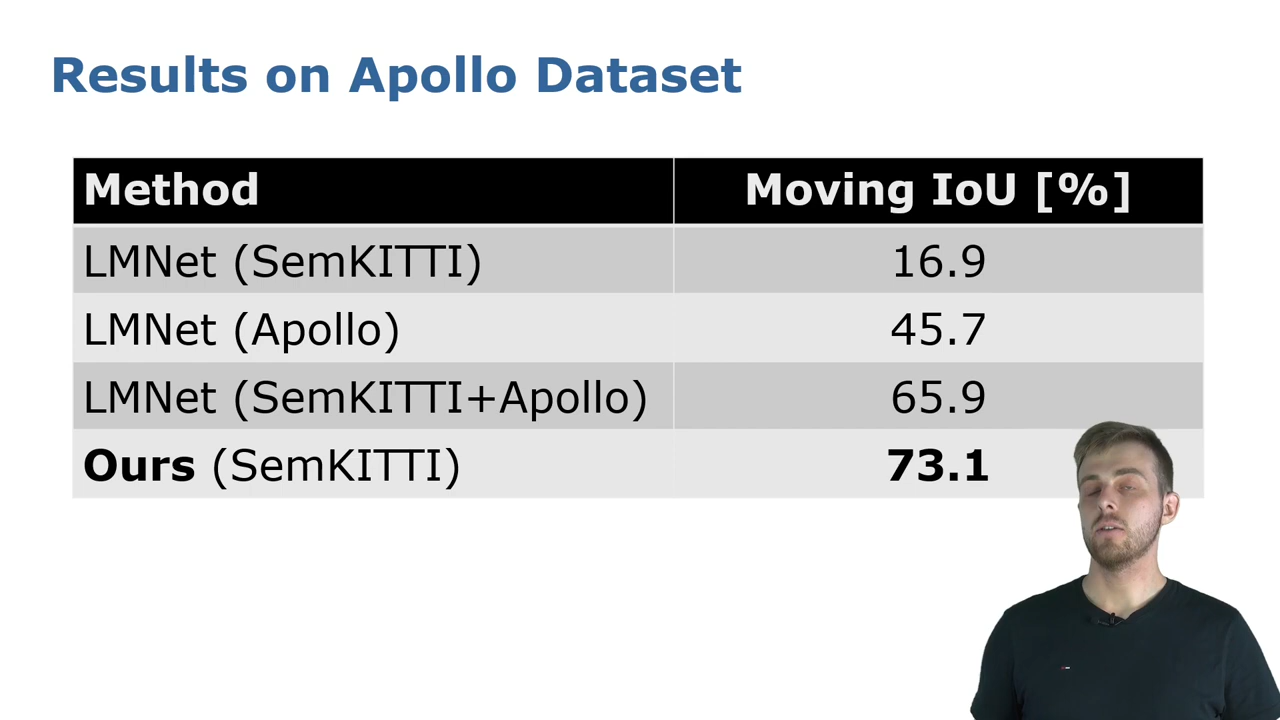 Results on Apollo Dataset
Method Moving IoU [%]
LMNet (SemKITTI) 16.9
LMNet (Apollo) 45.7
LMNet (SemKITTI+Apollo) 65.9
Ours (SemKITTI) 73.1